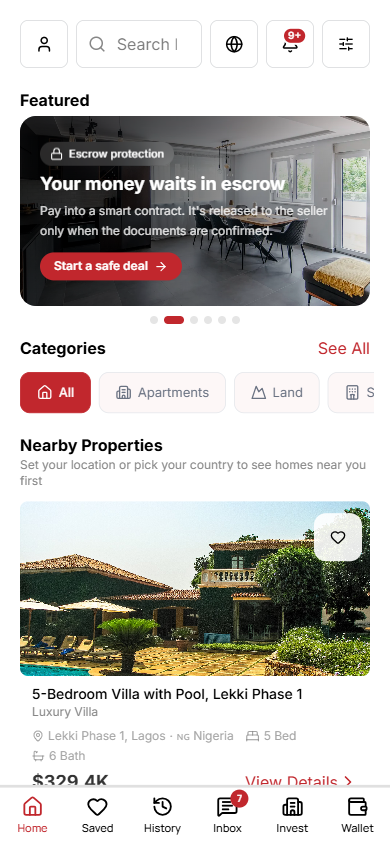 Search l
9+
Featured
Escrow protection
Your money waits in escrow
Pay into a smart contract. It's released to the seller
only when the documents are confirmed.
Start a safe deal →
Categories
See All
All
Apartments
Land
S
Nearby Properties
Set your location or pick your country to see homes near you
first
5-Bedroom Villa with Pool, Lekki Phase 1
Luxury Villa
Lekki Phase 1, Lagos · NG Nigeria
5 Bed
6 Bath
$329.4K
View Details
7
Home
Saved
History
Inbox
Invest
Wallet